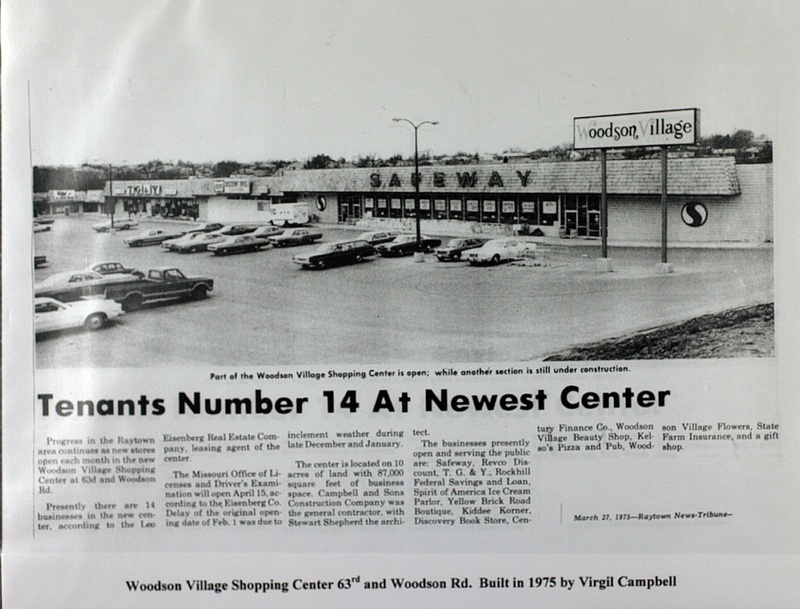 Woodson Village
T.G.&Y.
SAFEWAY
Part of the Woodson Village Shopping Center is open; while another section is still under construction.
Tenants Number 14 At Newest Center
Progress in the Raytown
area continues as new stores
open each month in the new
Woodson Village Shopping
Center at 63d and Woodson
Rd.
Presently there are 14
businesses in the new cen-
ter, according to the Leo
Eisenberg Real Estate Com-
pany, leasing agent of the
center.
The Missouri Office of Li-
censes and Driver's Exami-
nation will open April 15, ac-
cording to the Eisenberg Co.
Delay of the original open-
ing date of Feb. 1 was due to
inclement weather during
late December and January.
The center is located on 10
acres of land with 87,000
square feet of business
space. Campbell and Sons
Construction Company was
the general contractor, with
Stewart Shepherd the archi-
tect.
The businesses presently
open and serving the public
are: Safeway, Revco Dis-
count, T. G. & Y., Rockhill
Federal Savings and Loan,
Spirit of America Ice Cream
Parlor, Yellow Brick Road
Boutique, Kiddee Korner,
Discovery Book Store, Cen-
tury Finance Co., Woodson
Village Beauty Shop, Kel-
so's Pizza and Pub, Wood-
son Village Flowers, State
Farm Insurance, and a gift
shop.
March 27, 1975—Raytown News-Tribune—
Woodson Village Shopping Center 63rd and Woodson Rd. Built in 1975 by Virgil Campbell